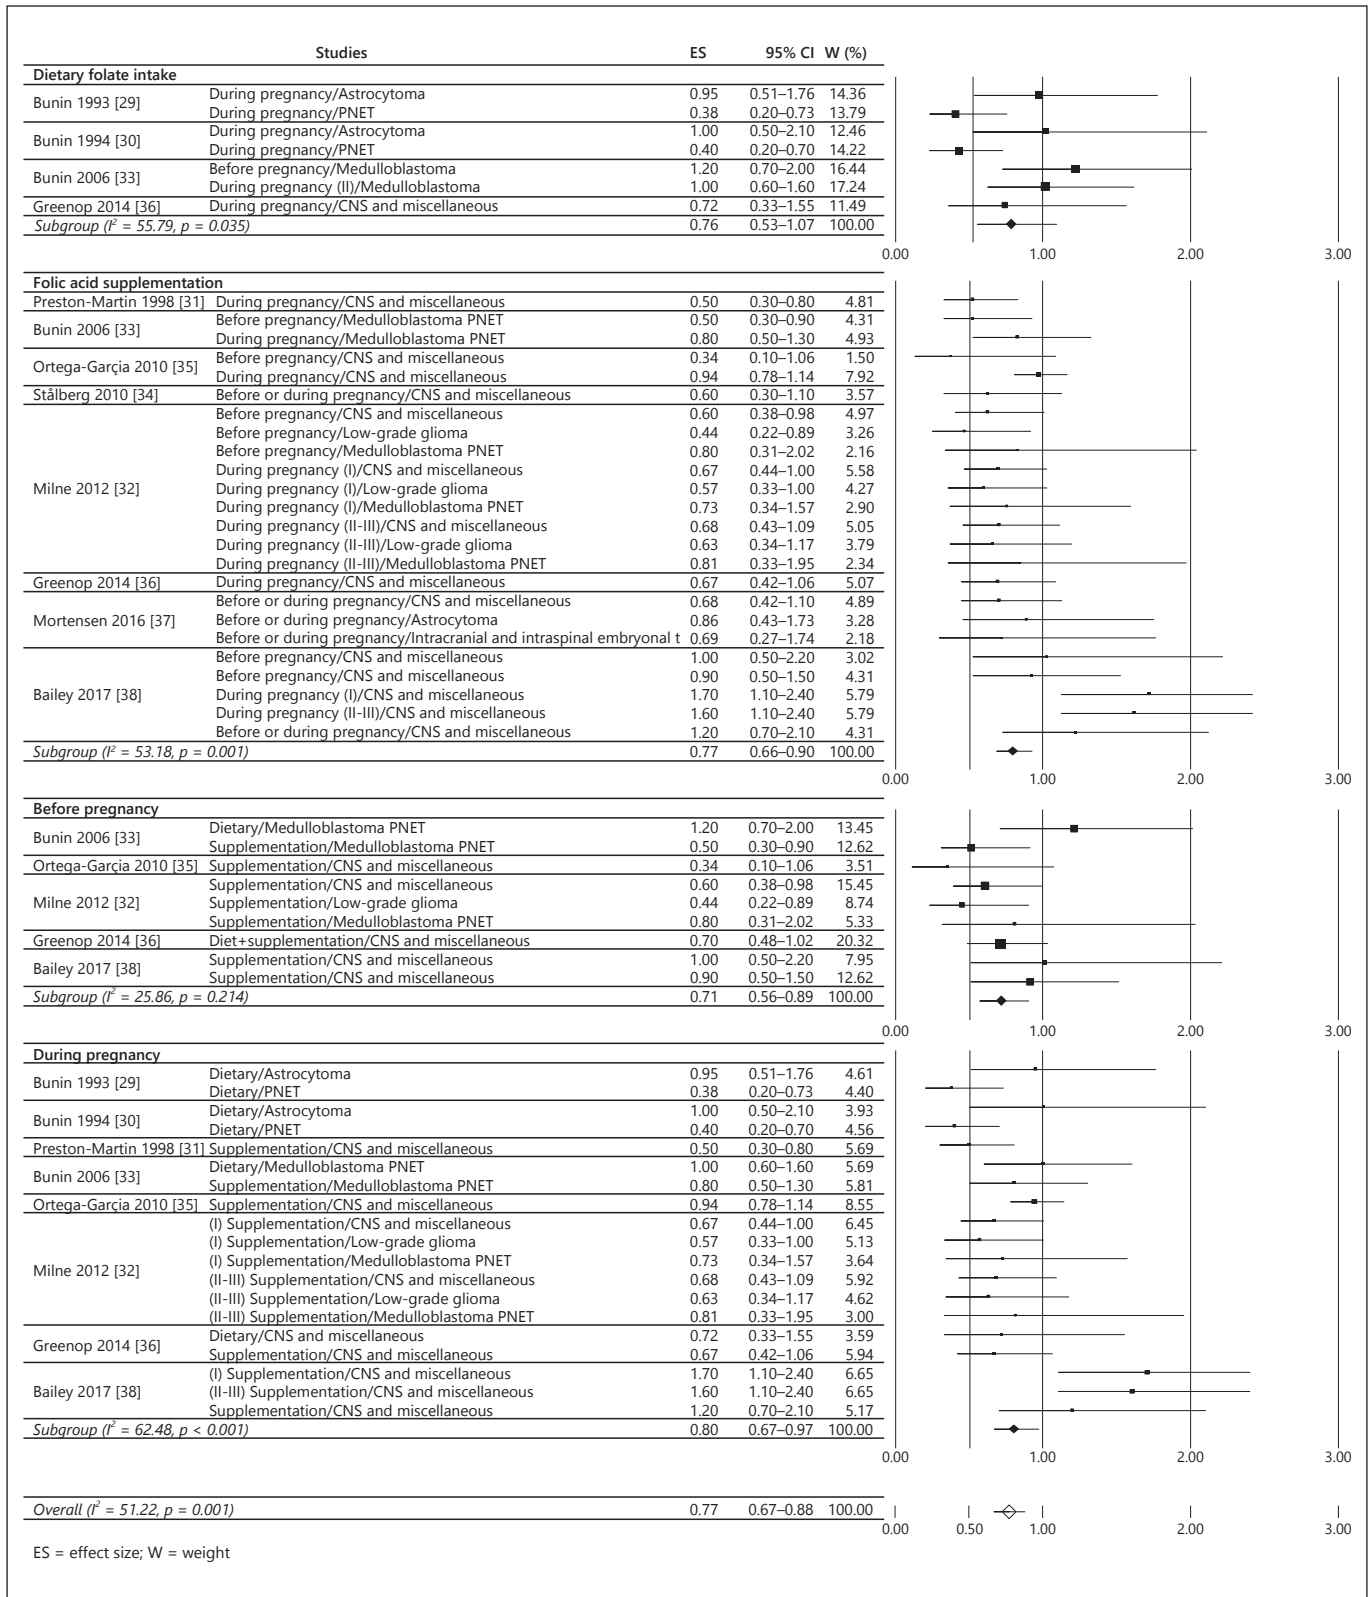 Studies ES 95% CI W (%)
Dietary folate intake
Bunin 1993 [29] During pregnancy/Astrocytoma 0.95 0.51–1.76 14.36
During pregnancy/PNET 0.38 0.20–0.73 13.79
Bunin 1994 [30] During pregnancy/Astrocytoma 1.00 0.50–2.10 12.46
During pregnancy/PNET 0.40 0.20–0.70 14.22
Bunin 2006 [33] Before pregnancy/Medulloblastoma 1.20 0.70–2.00 16.44
During pregnancy (II)/Medulloblastoma 1.00 0.60–1.60 17.24
Greenop 2014 [36] During pregnancy/CNS and miscellaneous 0.72 0.33–1.55 11.49
Subgroup (I² = 55.79, p = 0.035) 0.76 0.53–1.07 100.00
0.00 1.00 2.00 3.00
Folic acid supplementation
Preston-Martin 1998 [31] During pregnancy/CNS and miscellaneous 0.50 0.30–0.80 4.81
Bunin 2006 [33] Before pregnancy/Medulloblastoma PNET 0.50 0.30–0.90 4.31
During pregnancy/Medulloblastoma PNET 0.80 0.50–1.30 4.93
Ortega-Garçia 2010 [35] Before pregnancy/CNS and miscellaneous 0.34 0.10–1.06 1.50
During pregnancy/CNS and miscellaneous 0.94 0.78–1.14 7.92
Stålberg 2010 [34] Before or during pregnancy/CNS and miscellaneous 0.60 0.30–1.10 3.57
Milne 2012 [32] Before pregnancy/CNS and miscellaneous 0.60 0.38–0.98 4.97
Before pregnancy/Low-grade glioma 0.44 0.22–0.89 3.26
Before pregnancy/Medulloblastoma PNET 0.80 0.31–2.02 2.16
During pregnancy (I)/CNS and miscellaneous 0.67 0.44–1.00 5.58
During pregnancy (I)/Low-grade glioma 0.57 0.33–1.00 4.27
During pregnancy (I)/Medulloblastoma PNET 0.73 0.34–1.57 2.90
During pregnancy (II-III)/CNS and miscellaneous 0.68 0.43–1.09 5.05
During pregnancy (II-III)/Low-grade glioma 0.63 0.34–1.17 3.79
During pregnancy (II-III)/Medulloblastoma PNET 0.81 0.33–1.95 2.34
Greenop 2014 [36] During pregnancy/CNS and miscellaneous 0.67 0.42–1.06 5.07
Mortensen 2016 [37] Before or during pregnancy/CNS and miscellaneous 0.68 0.42–1.10 4.89
Before or during pregnancy/Astrocytoma 0.86 0.43–1.73 3.28
Before or during pregnancy/Intracranial and intraspinal embryonal t 0.69 0.27–1.74 2.18
Bailey 2017 [38] Before pregnancy/CNS and miscellaneous 1.00 0.50–2.20 3.02
Before pregnancy/CNS and miscellaneous 0.90 0.50–1.50 4.31
During pregnancy (I)/CNS and miscellaneous 1.70 1.10–2.40 5.79
During pregnancy (II-III)/CNS and miscellaneous 1.60 1.10–2.40 5.79
Before or during pregnancy/CNS and miscellaneous 1.20 0.70–2.10 4.31
Subgroup (I² = 53.18, p = 0.001) 0.77 0.66–0.90 100.00
0.00 1.00 2.00 3.00
Before pregnancy
Bunin 2006 [33] Dietary/Medulloblastoma PNET 1.20 0.70–2.00 13.45
Supplementation/Medulloblastoma PNET 0.50 0.30–0.90 12.62
Ortega-Garçia 2010 [35] Supplementation/CNS and miscellaneous 0.34 0.10–1.06 3.51
Milne 2012 [32] Supplementation/CNS and miscellaneous 0.60 0.38–0.98 15.45
Supplementation/Low-grade glioma 0.44 0.22–0.89 8.74
Supplementation/Medulloblastoma PNET 0.80 0.31–2.02 5.33
Greenop 2014 [36] Diet+supplementation/CNS and miscellaneous 0.70 0.48–1.02 20.32
Bailey 2017 [38] Supplementation/CNS and miscellaneous 1.00 0.50–2.20 7.95
Supplementation/CNS and miscellaneous 0.90 0.50–1.50 12.62
Subgroup (I² = 25.86, p = 0.214) 0.71 0.56–0.89 100.00
0.00 1.00 2.00 3.00
During pregnancy
Bunin 1993 [29] Dietary/Astrocytoma 0.95 0.51–1.76 4.61
Dietary/PNET 0.38 0.20–0.73 4.40
Bunin 1994 [30] Dietary/Astrocytoma 1.00 0.50–2.10 3.93
Dietary/PNET 0.40 0.20–0.70 4.56
Preston-Martin 1998 [31] Supplementation/CNS and miscellaneous 0.50 0.30–0.80 5.69
Bunin 2006 [33] Dietary/Medulloblastoma PNET 1.00 0.60–1.60 5.69
Supplementation/Medulloblastoma PNET 0.80 0.50–1.30 5.81
Ortega-Garçia 2010 [35] Supplementation/CNS and miscellaneous 0.94 0.78–1.14 8.55
Milne 2012 [32] (I) Supplementation/CNS and miscellaneous 0.67 0.44–1.00 6.45
(I) Supplementation/Low-grade glioma 0.57 0.33–1.00 5.13
(I) Supplementation/Medulloblastoma PNET 0.73 0.34–1.57 3.64
(II-III) Supplementation/CNS and miscellaneous 0.68 0.43–1.09 5.92
(II-III) Supplementation/Low-grade glioma 0.63 0.34–1.17 4.62
(II-III) Supplementation/Medulloblastoma PNET 0.81 0.33–1.95 3.00
Greenop 2014 [36] Dietary/CNS and miscellaneous 0.72 0.33–1.55 3.59
Supplementation/CNS and miscellaneous 0.67 0.42–1.06 5.94
Bailey 2017 [38] (I) Supplementation/CNS and miscellaneous 1.70 1.10–2.40 6.65
(II-III) Supplementation/CNS and miscellaneous 1.60 1.10–2.40 6.65
Supplementation/CNS and miscellaneous 1.20 0.70–2.10 5.17
Subgroup (I² = 62.48, p < 0.001) 0.80 0.67–0.97 100.00
0.00 1.00 2.00 3.00
Overall (I² = 51.22, p = 0.001) 0.77 0.67–0.88 100.00
0.00 0.50 1.00 2.00 3.00
ES = effect size; W = weight